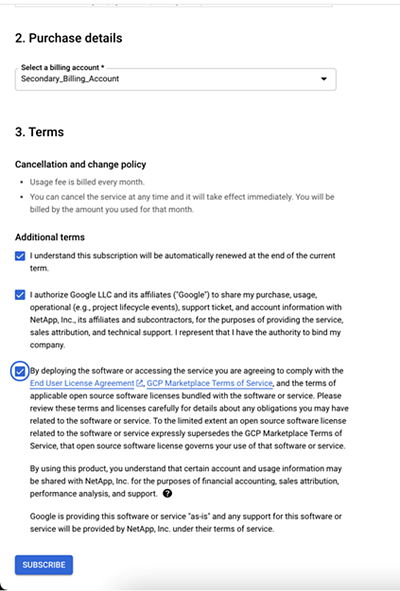 2. Purchase details
Select a billing account *
Secondary_Billing_Account
3. Terms
Cancellation and change policy
• Usage fee is billed every month.
• You can cancel the service at any time and it will take effect immediately. You will be
billed by the amount you used for that month.
Additional terms
I understand this subscription will be automatically renewed at the end of the current
term.
I authorize Google LLC and its affiliates ("Google") to share my purchase, usage,
operational (e.g., project lifecycle events), support ticket, and account information with
NetApp, Inc., its affiliates and subcontractors, for the purposes of providing the service,
sales attribution, and technical support. I represent that I have the authority to bind my
company.
By deploying the software or accessing the service you are agreeing to comply with the
End User License Agreement, GCP Marketplace Terms of Service, and the terms of
applicable open source software licenses bundled with the software or service. Please
review these terms and licenses carefully for details about any obligations you may have
related to the software or service. To the limited extent an open source software license
related to the software or service expressly supersedes the GCP Marketplace Terms of
Service, that open source software license governs your use of that software or service.
By using this product, you understand that certain account and usage information may
be shared with NetApp, Inc. for the purposes of financial accounting, sales attribution,
performance analysis, and support. ?
Google is providing this software or service "as-is" and any support for this software or
service will be provided by NetApp, Inc. under their terms of service.
SUBSCRIBE